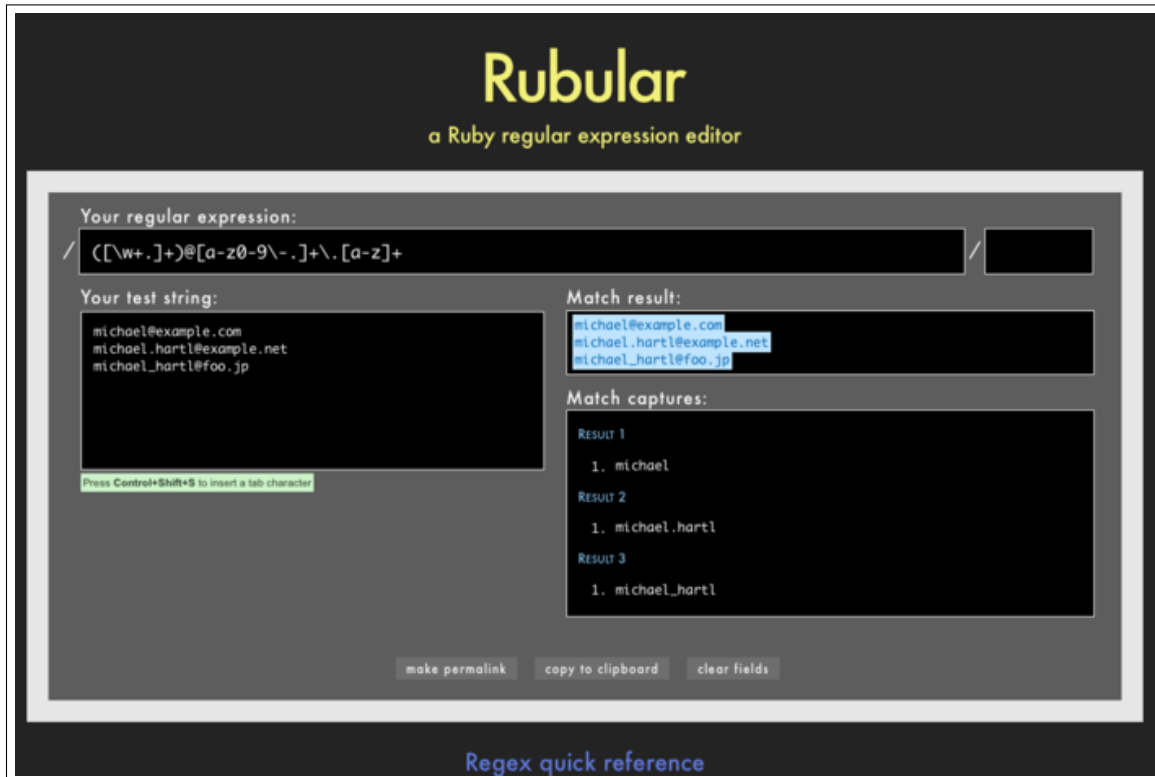 Rubular
a Ruby regular expression editor
Your regular expression:
/ ([\w+.]+)@[a-z0-9\-.]+\.[a-z]+ /
Your test string:
michael@example.com
michael.hartl@example.net
michael_hartl@foo.jp
Press Control+Shift+S to insert a tab character
Match result:
michael@example.com
michael.hartl@example.net
michael_hartl@foo.jp
Match captures:
RESULT 1
1. michael
RESULT 2
1. michael.hartl
RESULT 3
1. michael_hartl
make permalink copy to clipboard clear fields
Regex quick reference